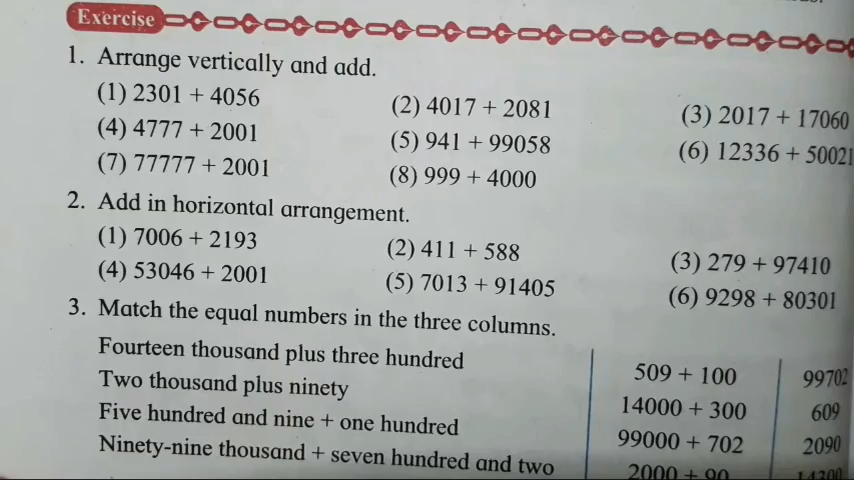 Exercise
1. Arrange vertically and add.
(1) 2301 + 4056 (2) 4017 + 2081 (3) 2017 + 17060
(4) 4777 + 2001 (5) 941 + 99058 (6) 12336 + 50021
(7) 77777 + 2001 (8) 999 + 4000
2. Add in horizontal arrangement.
(1) 7006 + 2193 (2) 411 + 588 (3) 279 + 97410
(4) 53046 + 2001 (5) 7013 + 91405 (6) 9298 + 80301
3. Match the equal numbers in the three columns.
Fourteen thousand plus three hundred 509 + 100 99702
Two thousand plus ninety 14000 + 300 609
Five hundred and nine + one hundred 99000 + 702 2090
Ninety-nine thousand + seven hundred and two 2000 + 90 14300